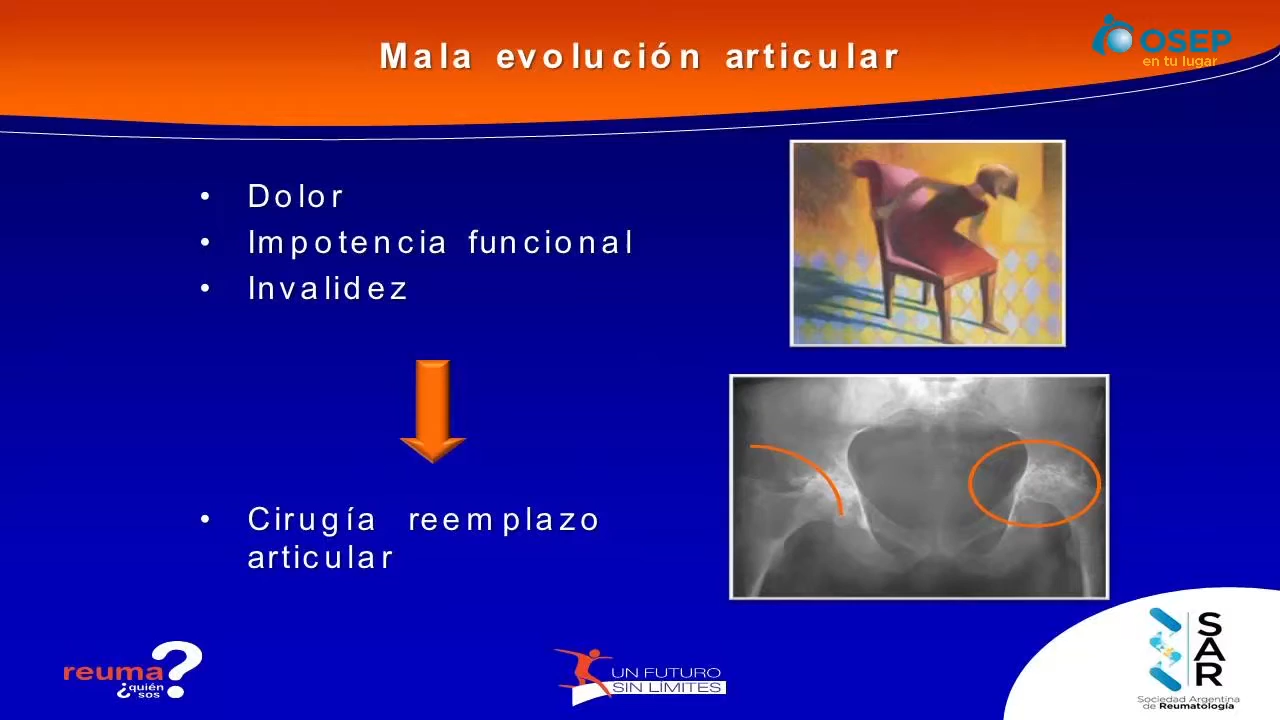 Mala evolución articular
OSEP
en tu lugar
• Dolor
• Impotencia funcional
• Invalidez
• Cirugía reemplazo
articular
reuma?
¿quién
sos
UN FUTURO
SIN LÍMITES
SAR
Sociedad Argentina
de Reumatología